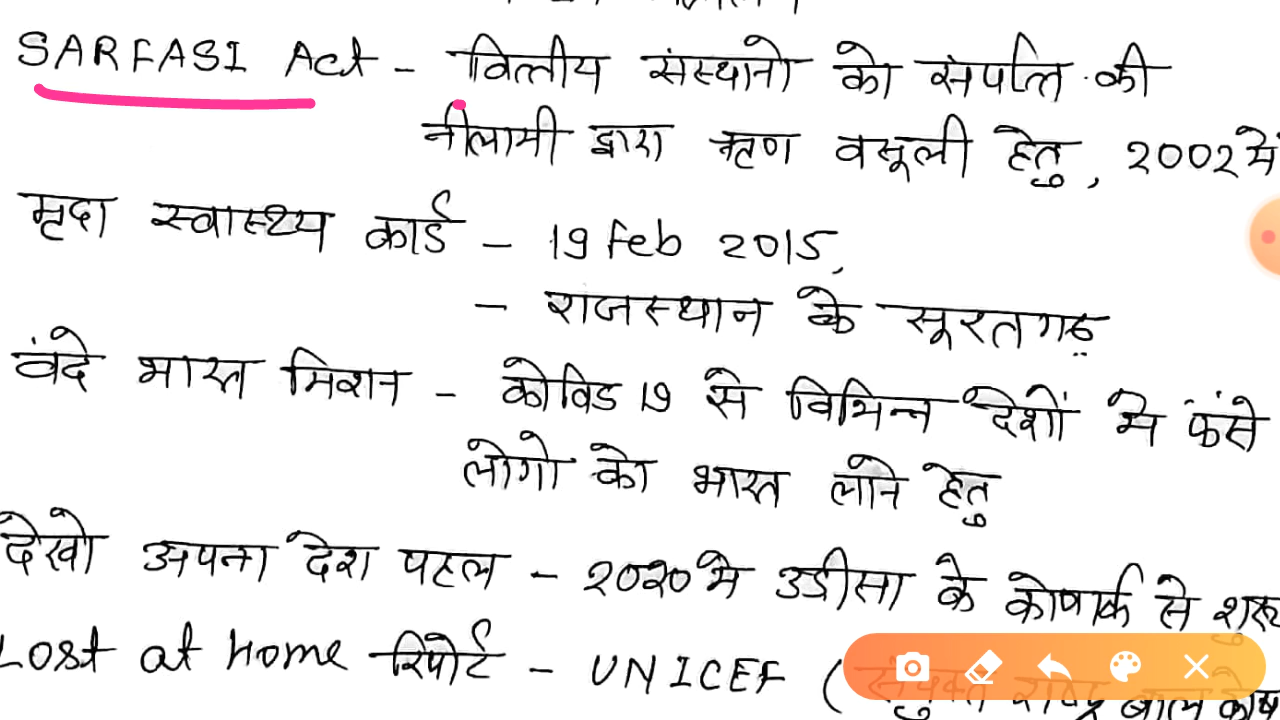 SARFASI Act - वित्तीय संस्थानो को संपत्ति की
नीलामी द्वारा ऋण वसूली हेतु, 2002 में
मृदा स्वास्थ्य कार्ड - 19 feb 2015,
- राजस्थान के सूरतगढ़
वंदे भारत मिशन - कोविड 19 से विभिन्न देशों मे फंसे
लोगो को भारत लाने हेतु
देखो अपना देश पहल - 2020 मे उडीसा के कोणार्क से शुरू
Lost at home रिपोर्ट - UNICEF (संयुक्त राष्ट्र बाल कोष